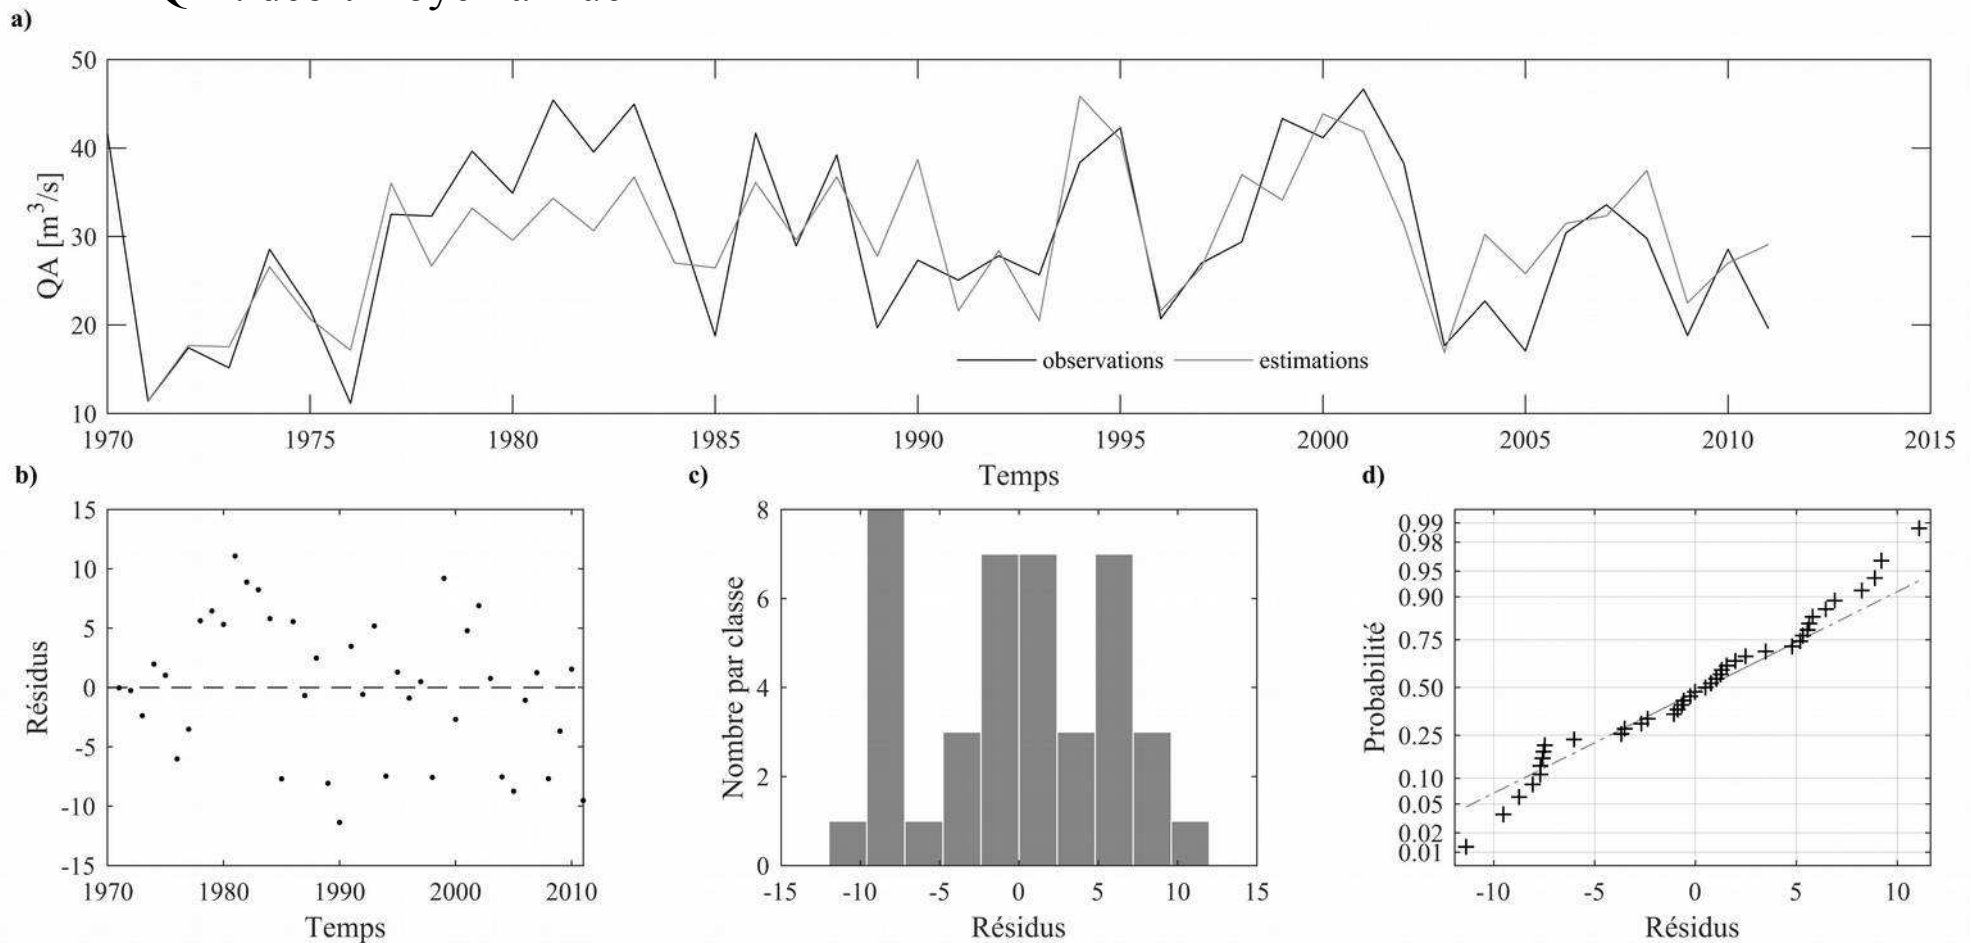 a)
50
40
30
20
10
QA [m³/s]
observations estimations
1970 1975 1980 1985 1990 1995 2000 2005 2010 2015
Temps
b)
15
10
5
0
-5
-10
-15
Résidus
1970 1980 1990 2000 2010
Temps
c)
8
6
4
2
0
Nombre par classe
-15 -10 -5 0 5 10 15
Résidus
d)
0.99
0.98
0.95
0.90
0.75
0.50
0.25
0.10
0.05
0.02
0.01
Probabilité
-10 -5 0 5 10
Résidus